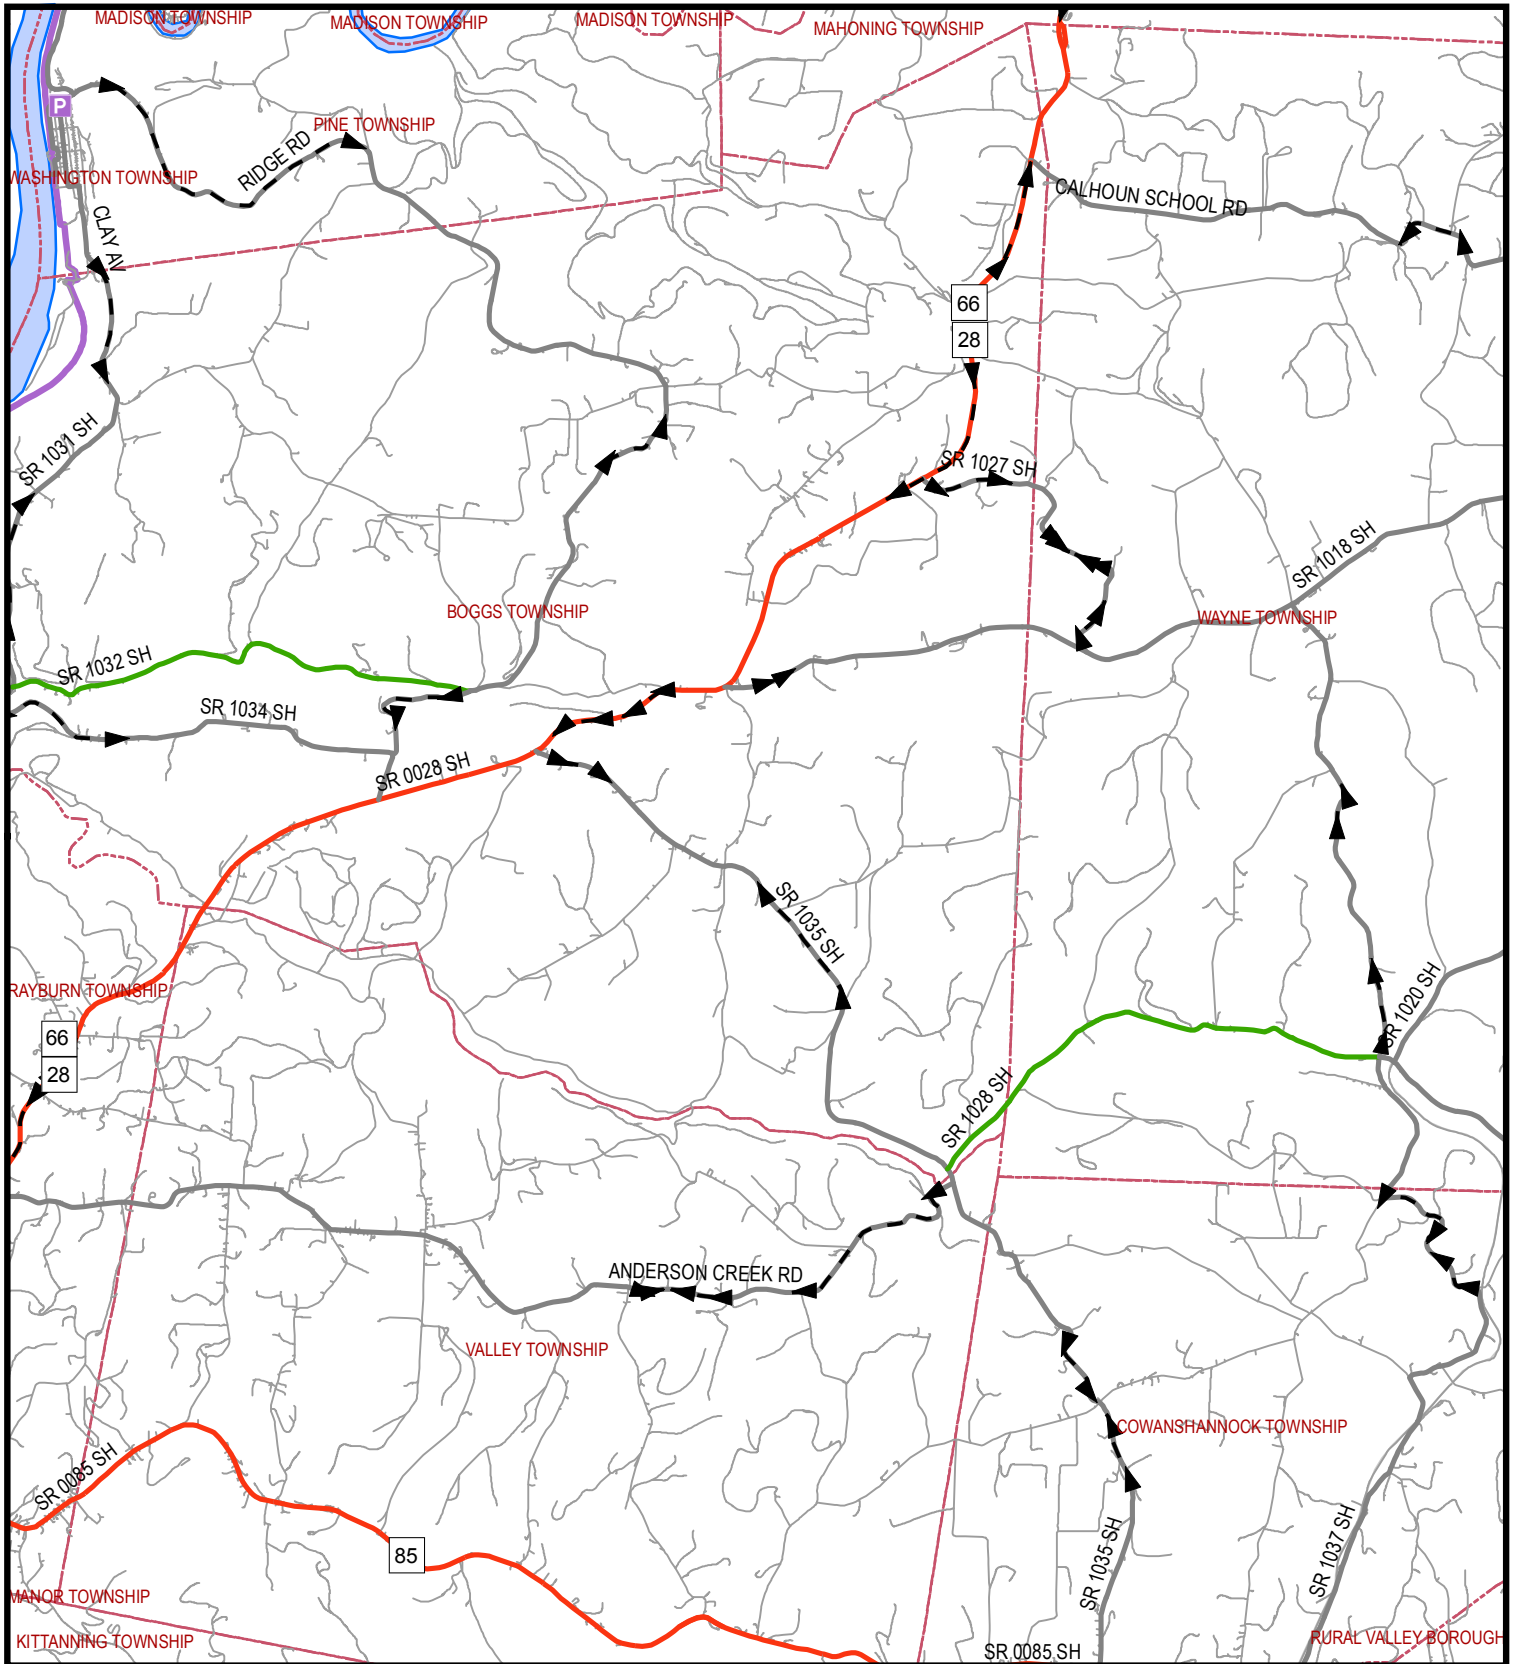 MADISON TOWNSHIP
MADISON TOWNSHIP
MADISON TOWNSHIP
MAHONING TOWNSHIP
P
PINE TOWNSHIP
RIDGE RD
WASHINGTON TOWNSHIP
CLAY AV
CALHOUN SCHOOL RD
66
28
SR 1031 SH
SR 1027 SH
SR 1018 SH
BOGGS TOWNSHIP
WAYNE TOWNSHIP
SR 1032 SH
SR 1034 SH
SR 0028 SH
SR 1035 SH
RAYBURN TOWNSHIP
SR 1020 SH
66
28
SR 1028 SH
ANDERSON CREEK RD
VALLEY TOWNSHIP
COWANSHANNOCK TOWNSHIP
SR 0085 SH
85
SR 1035 SH
SR 1037 SH
MANOR TOWNSHIP
KITTANNING TOWNSHIP
RURAL VALLEY BOROUGH
SR 0085 SH